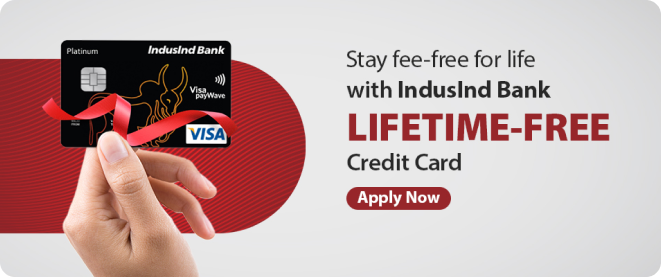 Platinum
IndusInd Bank
Visa
payWave
VISA
Stay fee-free for life
with IndusInd Bank
LIFETIME-FREE
Credit Card
Apply Now